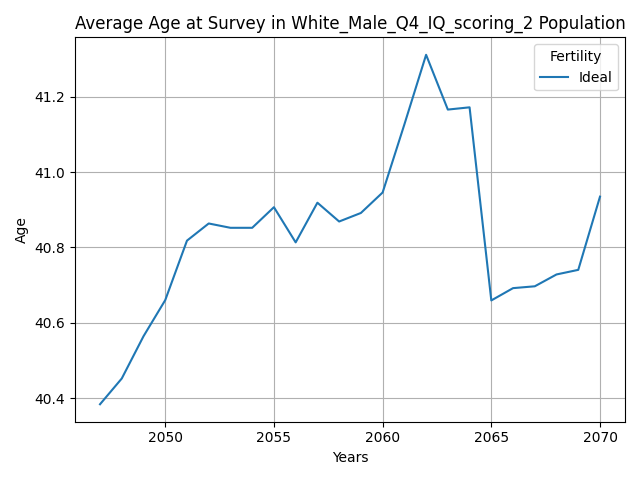 Average Age at Survey in White_Male_Q4_IQ_scoring_2 Population
Fertility
Ideal
41.2
41.0
40.8
40.6
40.4
Age
2050 2055 2060 2065 2070
Years